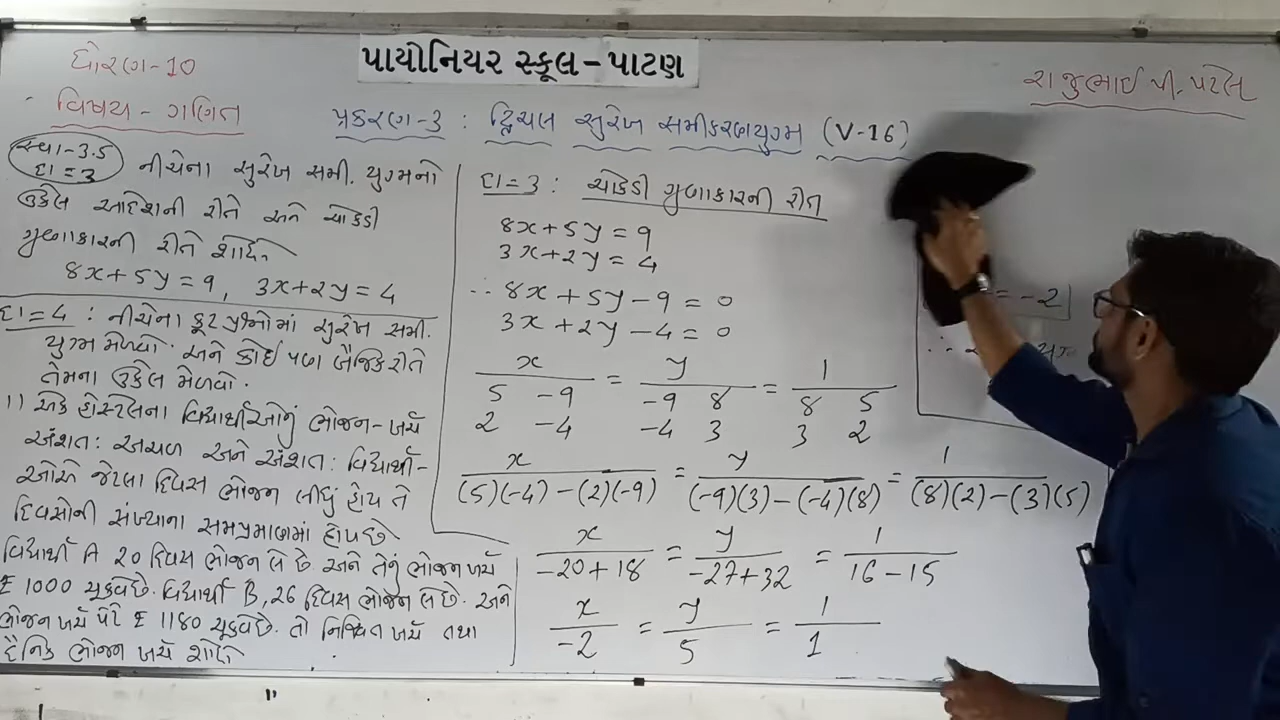 પાયોનિયર સ્કૂલ - પાટણ
ધોરણ-10
વિષય - ગણિત
રાજુભાઈ પી. પટેલ
પ્રકરણ-3 : દ્વિચલ સુરેખ સમીકરણયુગ્મ (V-16)
સ્વા-3.5
દા=3
નીચેના સુરેખ સમી. યુગ્મનો
ઉકેલ આદેશની રીતે અને ચોકડી
ગુણાકારની રીતે શોધો.
8x+5y=9, 3x+2y=4
દા=4 : નીચેના કૂટપ્રશ્નોમાં સુરેખ સમી.
યુગ્મ મેળવો. અને કોઈ પણ બૈજિક રીતે
તેમના ઉકેલ મેળવો.
1) એક હોસ્ટેલના વિદ્યાર્થીઓનું ભોજન-ખર્ચ
અંશત: અચળ અને અંશત: વિદ્યાર્થી-
ઓએ જેટલા દિવસ ભોજન લીધું હોય તે
દિવસોની સંખ્યાના સમપ્રમાણમાં હોય છે
વિદ્યાર્થી A 20 દિવસ ભોજન લે છે. અને તેનું ભોજન ખર્ચ
₹ 1000 ચૂકવે છે. વિદ્યાર્થી B, 26 દિવસ ભોજન લે છે. અને
ભોજન ખર્ચ પેટે ₹ 1180 ચૂકવે છે. તો નિશ્ચિત ખર્ચ તથા
દૈનિક ભોજન ખર્ચ શોધો
દા=3 : ચોકડી ગુણાકારની રીત
8x+5y=9
3x+2y=4
∴ 8x+5y-9=0
3x+2y-4=0
x / 5 -9 = y / -9 8 = 1 / 8 5
2 -4 -4 3 3 2
x / (5)(-4)-(2)(-9) = y / (-9)(3)-(-4)(8) = 1 / (8)(2)-(3)(5)
x / -20+18 = y / -27+32 = 1 / 16-15
x / -2 = y / 5 = 1 / 1
= -2